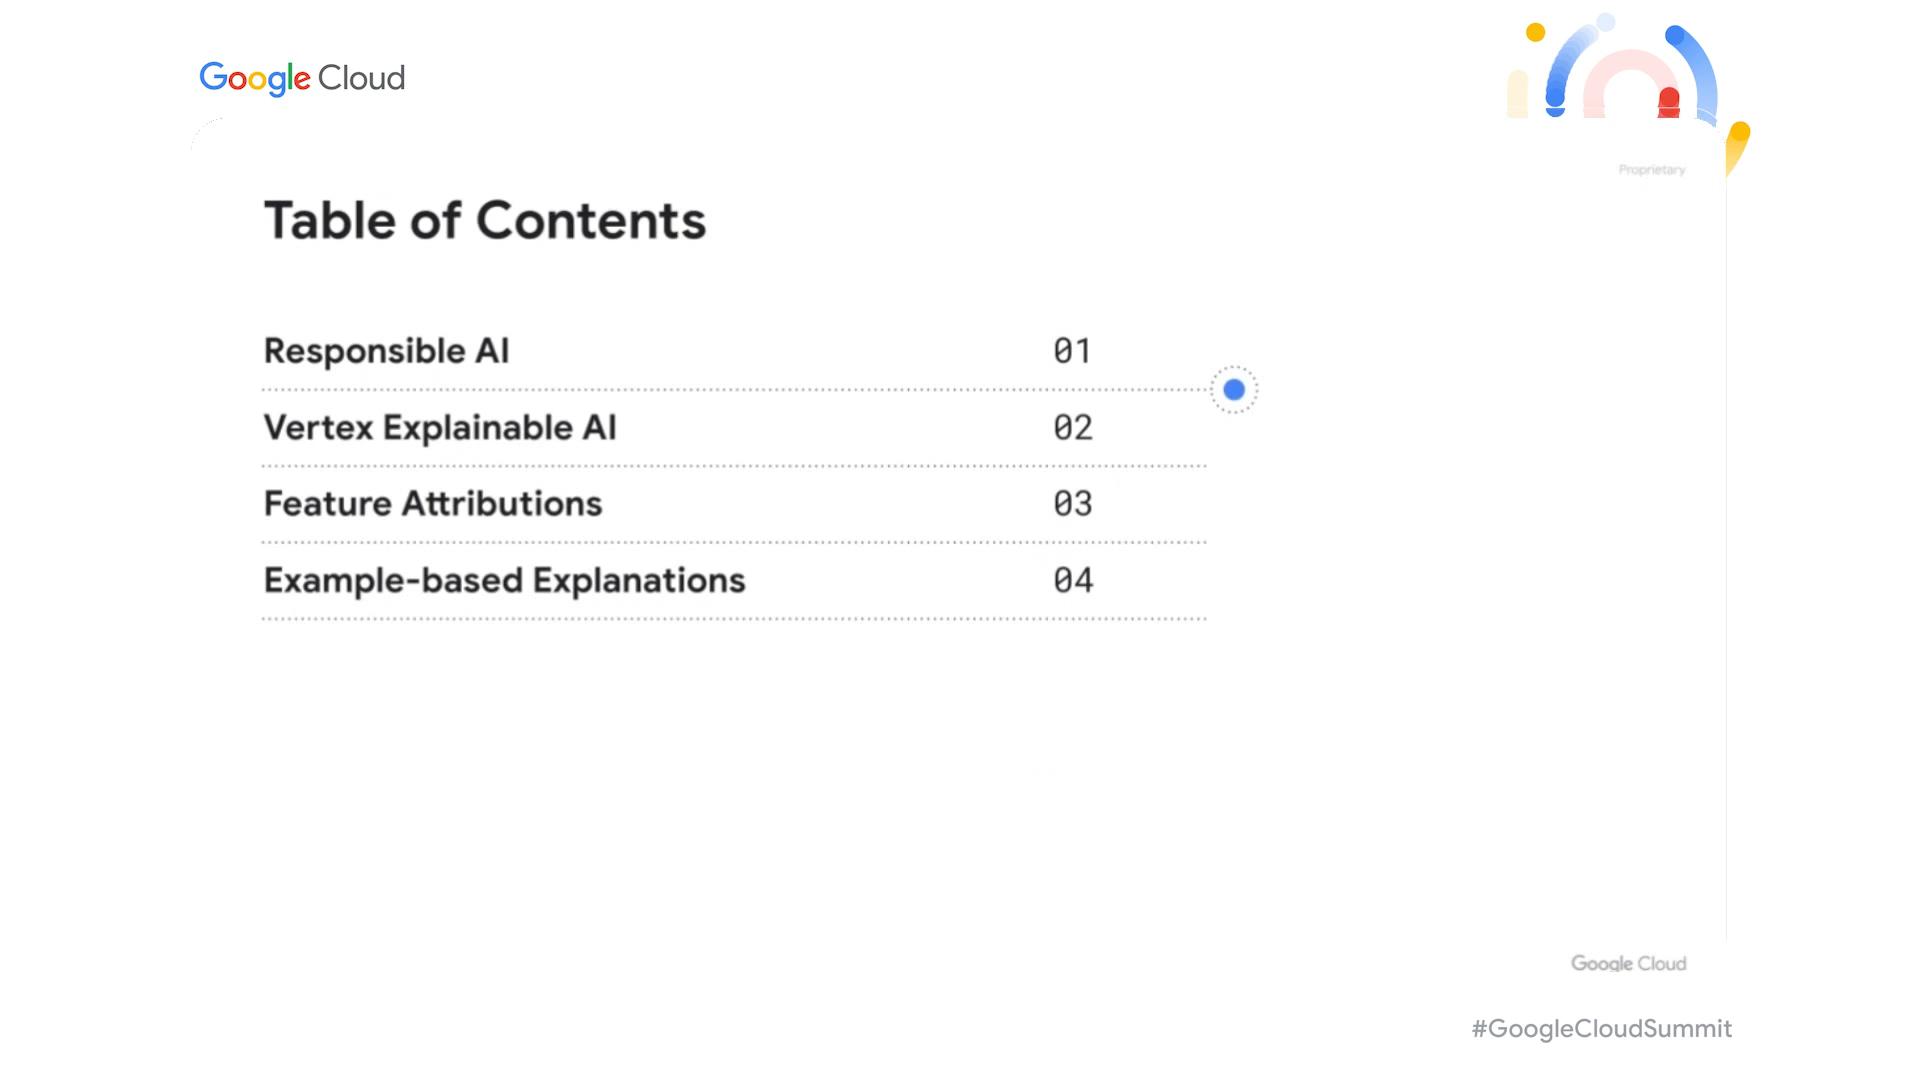 Google Cloud
Proprietary
Table of Contents
Responsible AI 01
Vertex Explainable AI 02
Feature Attributions 03
Example-based Explanations 04
Google Cloud
#GoogleCloudSummit